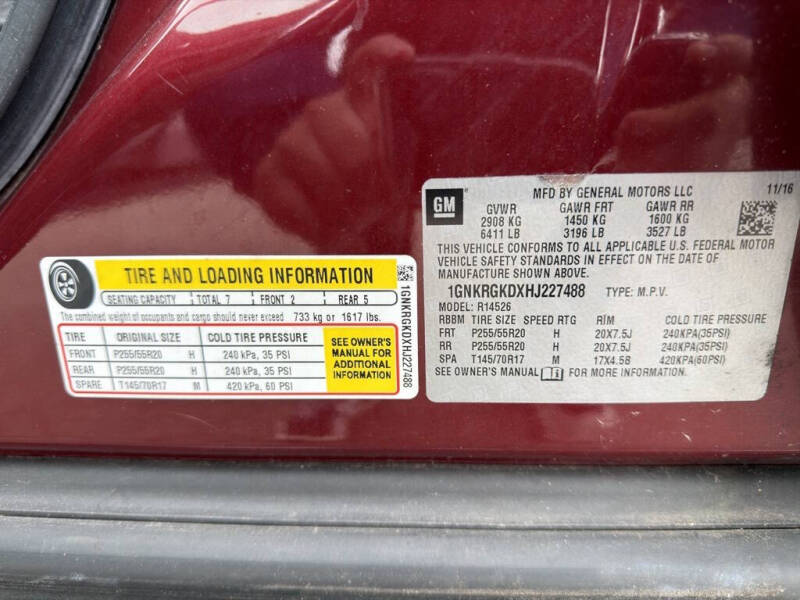 TIRE AND LOADING INFORMATION
SEATING CAPACITY TOTAL 7 FRONT 2 REAR 5
The combined weight of occupants and cargo should never exceed 733 kg or 1617 lbs.
TIRE ORIGINAL SIZE COLD TIRE PRESSURE
FRONT P255/55R20 H 240 kPa, 35 PSI
REAR P255/55R20 H 240 kPa, 35 PSI
SPARE T145/70R17 M 420 kPa, 60 PSI
SEE OWNER'S
MANUAL FOR
ADDITIONAL
INFORMATION
1GNKRGKDXHJ227488
GM
MFD BY GENERAL MOTORS LLC 11/16
GVWR GAWR FRT GAWR RR
2908 KG 1450 KG 1600 KG
6411 LB 3196 LB 3527 LB
THIS VEHICLE CONFORMS TO ALL APPLICABLE U.S. FEDERAL MOTOR
VEHICLE SAFETY STANDARDS IN EFFECT ON THE DATE OF
MANUFACTURE SHOWN ABOVE.
1GNKRGKDXHJ227488 TYPE: M.P.V.
MODEL: R14526
RBBM TIRE SIZE SPEED RTG RIM COLD TIRE PRESSURE
FRT P255/55R20 H 20X7.5J 240KPA(35PSI)
RR P255/55R20 H 20X7.5J 240KPA(35PSI)
SPA T145/70R17 M 17X4.5B 420KPA(60PSI)
SEE OWNER'S MANUAL FOR MORE INFORMATION.